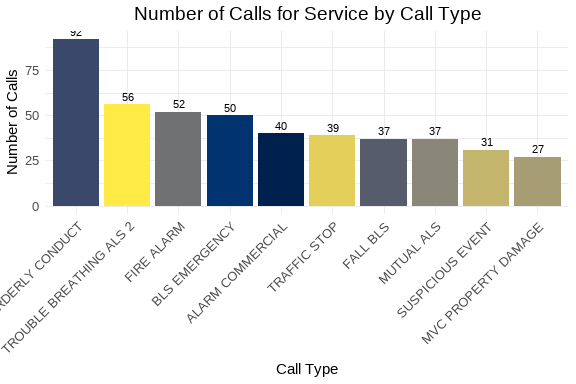 Number of Calls for Service by Call Type
Number of Calls
75
50
25
0
92
56
52
50
40
39
37
37
31
27
RDERLY CONDUCT
TROUBLE BREATHING ALS 2
FIRE ALARM
BLS EMERGENCY
ALARM COMMERCIAL
TRAFFIC STOP
FALL BLS
MUTUAL ALS
SUSPICIOUS EVENT
MVC PROPERTY DAMAGE
Call Type